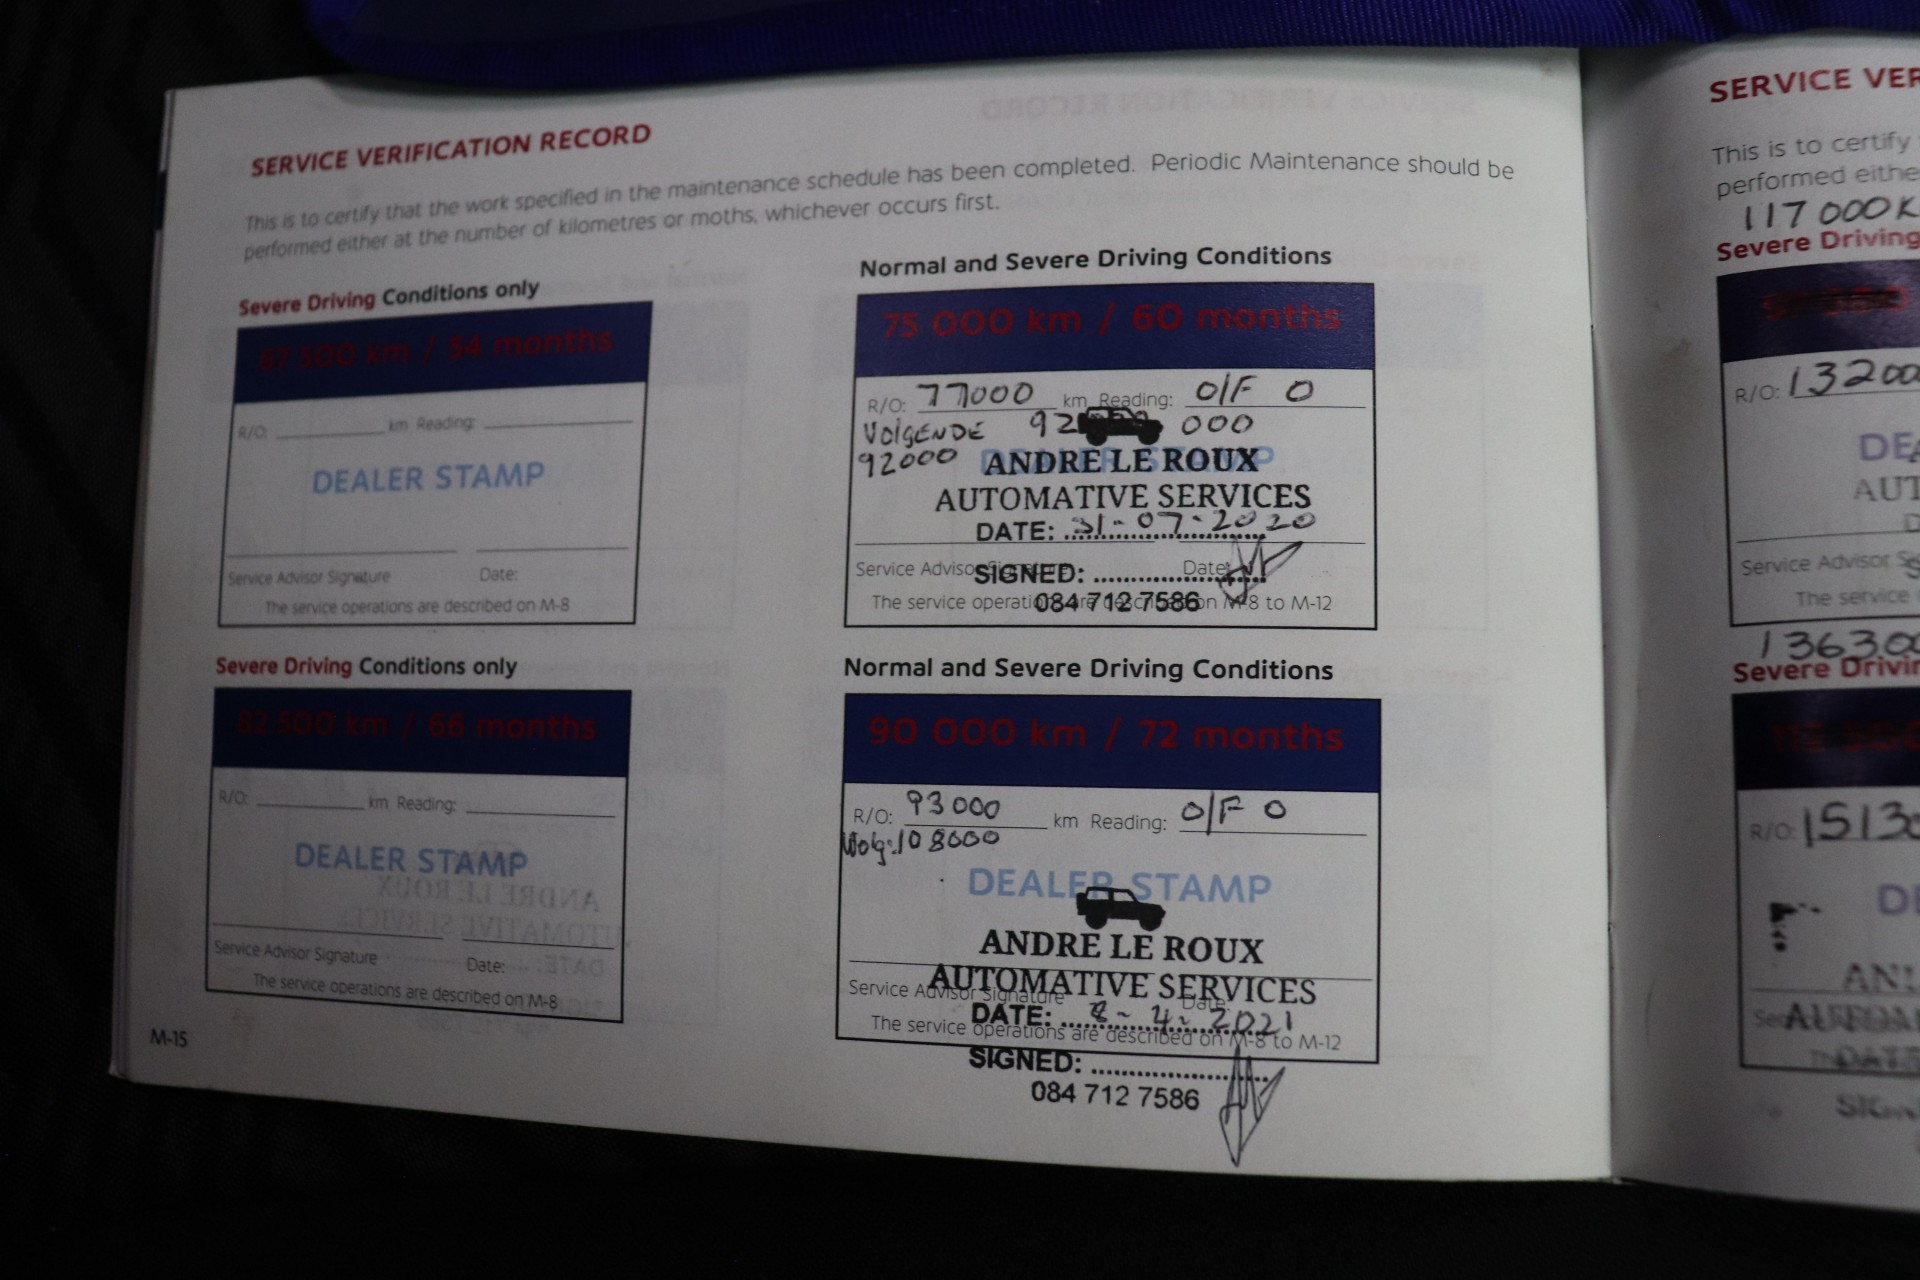 SERVICE VERIFICATION RECORD
This is to certify that the work specified in the maintenance schedule has been completed. Periodic Maintenance should be
performed either at the number of kilometres or moths, whichever occurs first.
Severe Driving Conditions only
67 500 km / 54 months
R/O: km Reading:
DEALER STAMP
Service Advisor Signature Date:
The service operations are described on M-8
Normal and Severe Driving Conditions
75 000 km / 60 months
R/O: 77000 km Reading: O/F O
VOLGENDE 92 000
92000 DEALER STAMP
ANDRE LE ROUX
AUTOMATIVE SERVICES
DATE: 31-07-2020
Service Advisor Signature Date:
SIGNED:
The service operations are described on M-8 to M-12
084 712 7586
Severe Driving Conditions only
82 500 km / 66 months
R/O: km Reading:
DEALER STAMP
Service Advisor Signature Date:
The service operations are described on M-8
M-15
Normal and Severe Driving Conditions
90 000 km / 72 months
R/O: 93000 km Reading: O/F O
Volg: 108000
DEALER STAMP
ANDRE LE ROUX
AUTOMATIVE SERVICES
Service Advisor Signature Date
DATE: 8-4-2021
The service operations are described on M-8 to M-12
SIGNED:
084 712 7586
SERVICE VER
This is to certify
performed eithe
117 000 K
Severe Driving
R/O: 13200
DEA
AUT
Service Advisor
The service
13630
Severe Drivin
R/O: 1513